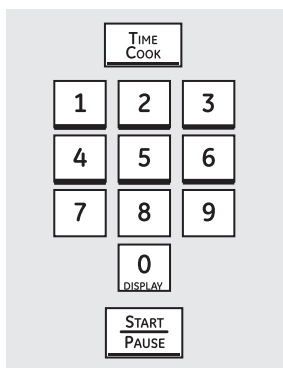 TIME
COOK
1 2 3
4 5 6
7 8 9
0
DISPLAY
START
PAUSE